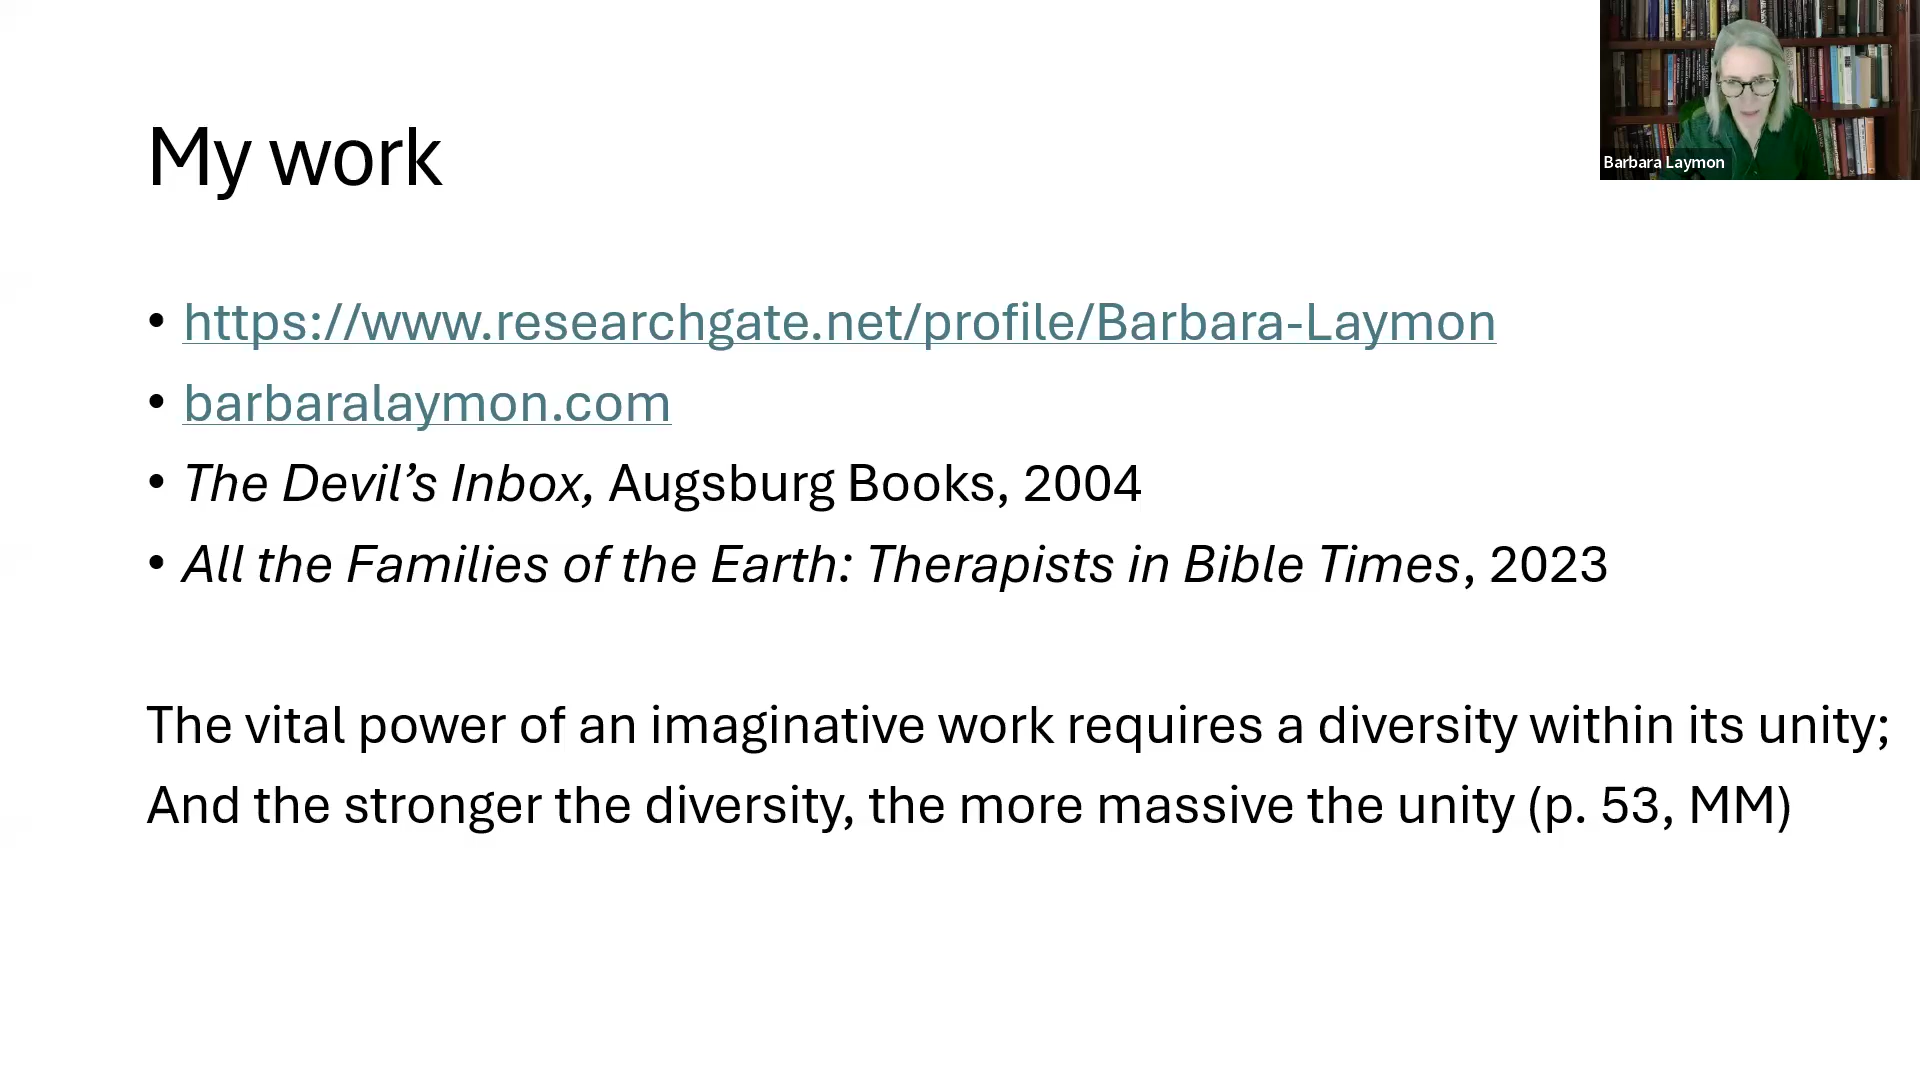 Barbara Laymon
My work
• https://www.researchgate.net/profile/Barbara-Laymon
• barbaralaymon.com
• The Devil’s Inbox, Augsburg Books, 2004
• All the Families of the Earth: Therapists in Bible Times, 2023
The vital power of an imaginative work requires a diversity within its unity;
And the stronger the diversity, the more massive the unity (p. 53, MM)